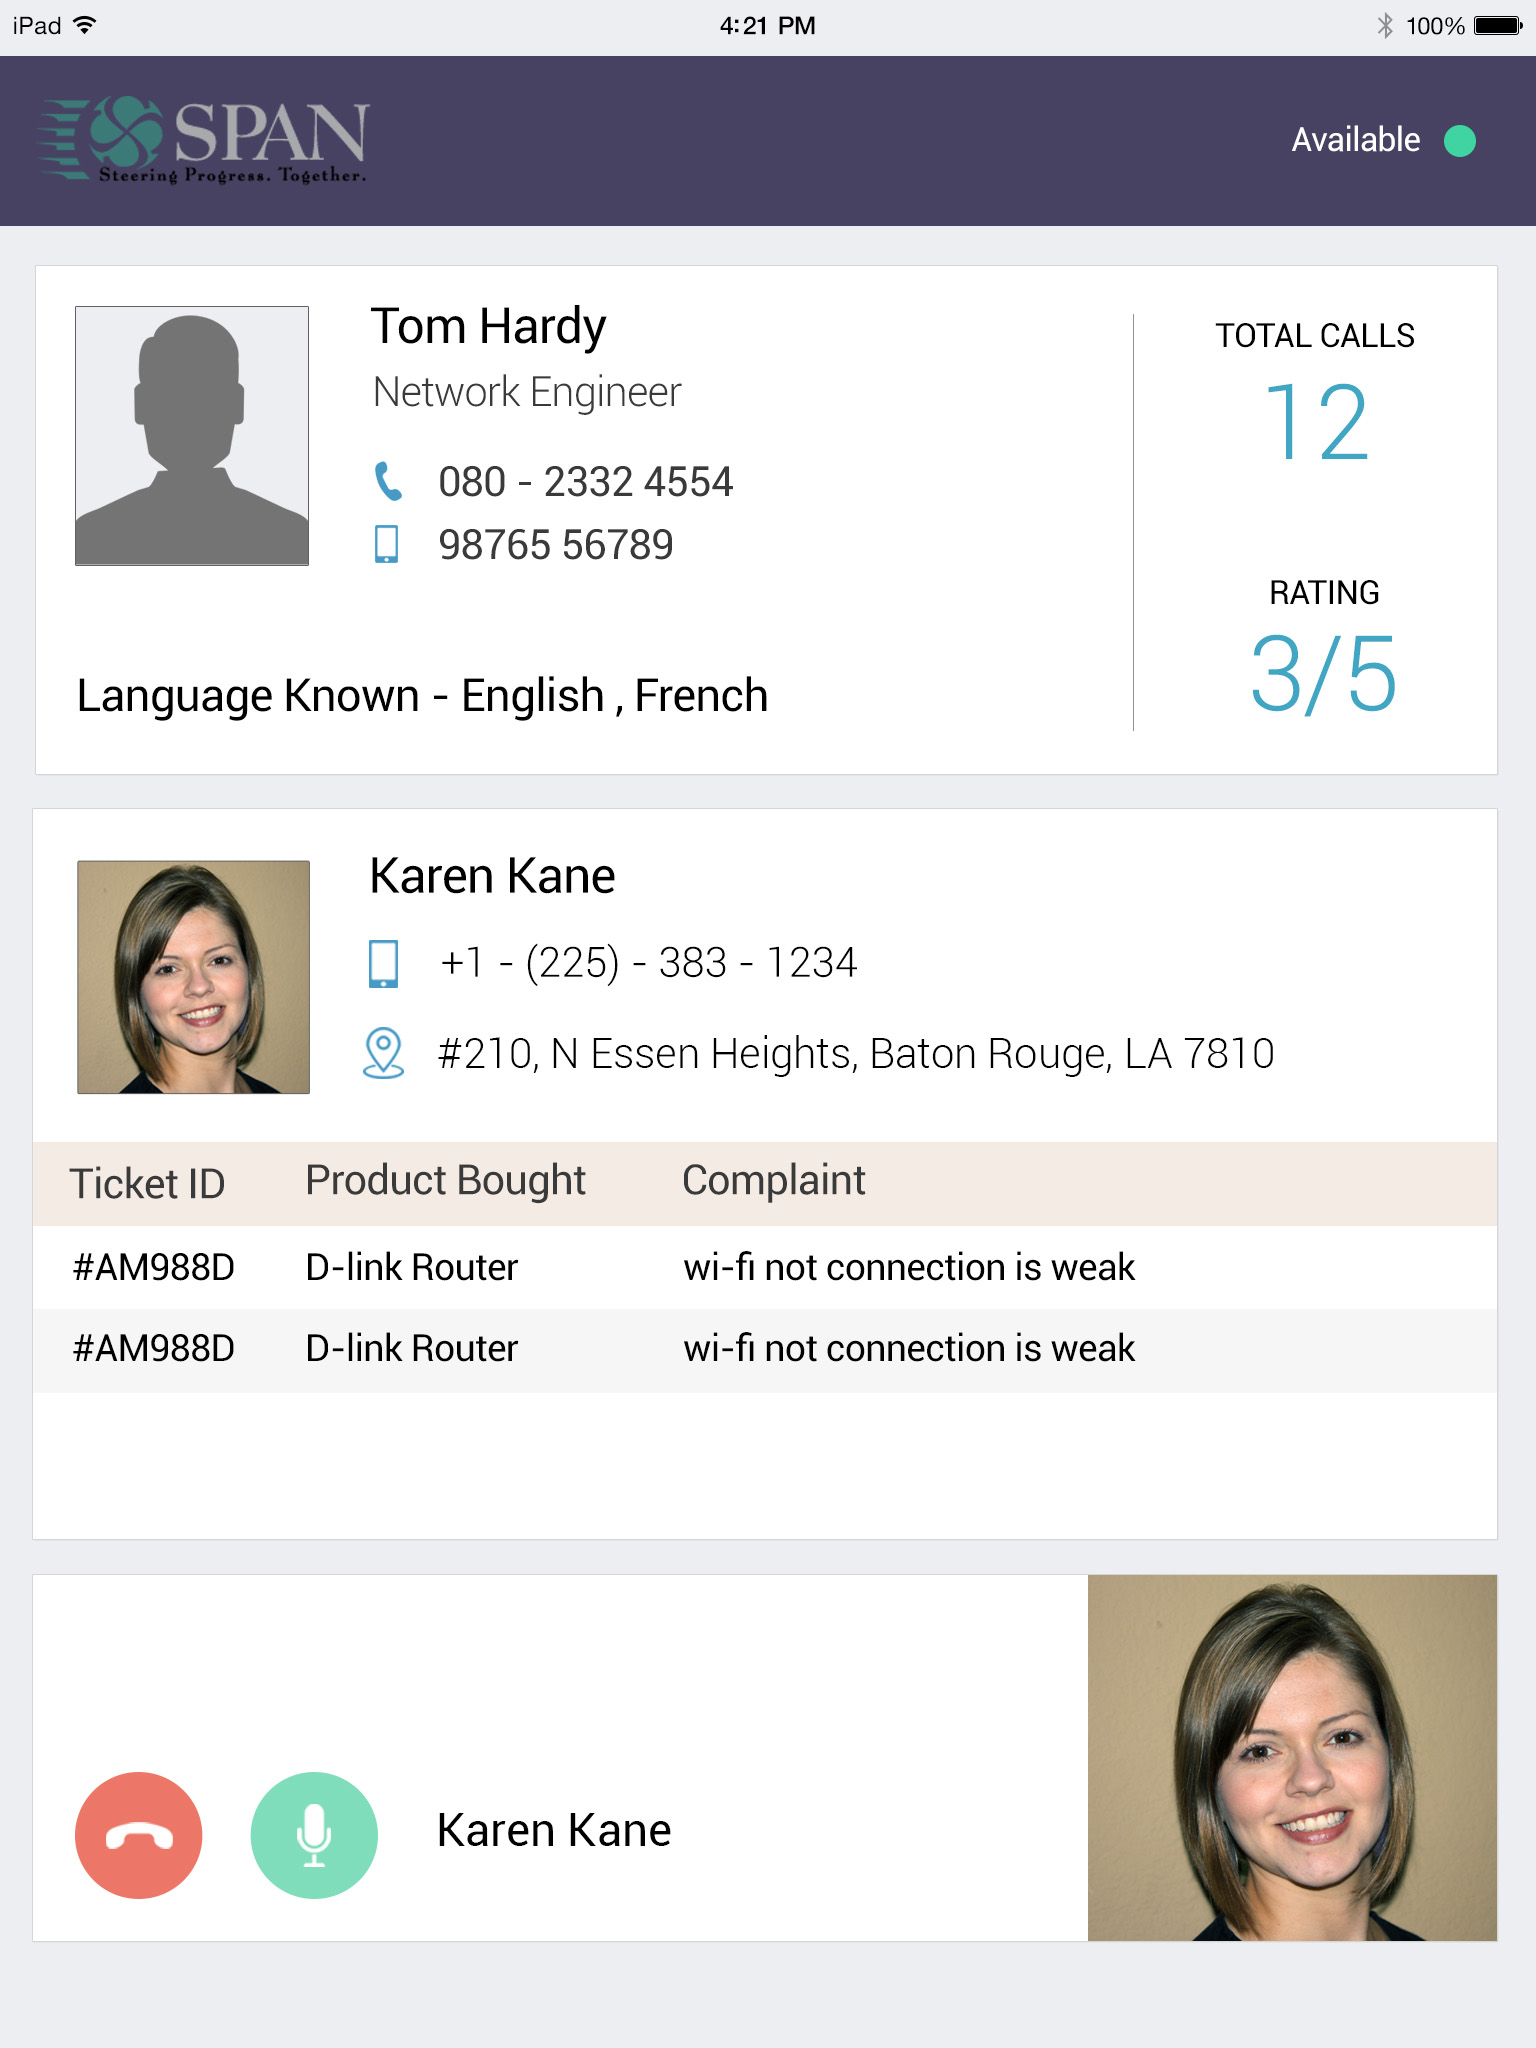 iPad 4:21 PM 100%
SPAN
Steering Progress. Together.
Available
Tom Hardy
Network Engineer
080 - 2332 4554
98765 56789
Language Known - English , French
TOTAL CALLS
12
RATING
3/5
Karen Kane
+1 - (225) - 383 - 1234
#210, N Essen Heights, Baton Rouge, LA 7810
Ticket ID Product Bought Complaint
#AM988D D-link Router wi-fi not connection is weak
#AM988D D-link Router wi-fi not connection is weak
Karen Kane